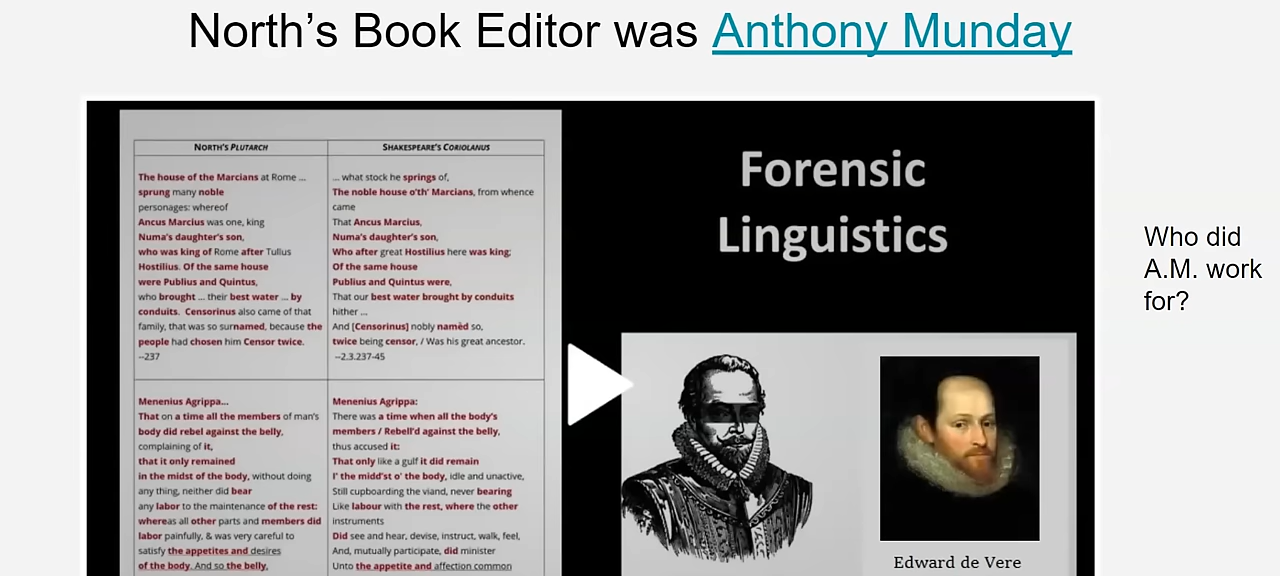 North’s Book Editor was Anthony Munday
NORTH'S PLUTARCH
The house of the Marcians at Rome ...
sprung many noble
personages: whereof
Ancus Marcius was one, king
Numa's daughter's son,
who was king of Rome after Tullus
Hostilius. Of the same house
were Publius and Quintus,
who brought ... their best water ... by
conduits. Censorinus also came of that
family, that was so surnamed, because the
people had chosen him Censor twice.
--237
Menenius Agrippa...
That on a time all the members of man's
body did rebel against the belly,
complaining of it,
that it only remained
in the midst of the body, without doing
any thing, neither did bear
any labor to the maintenance of the rest:
whereas all other parts and members did
labor painfully, & was very careful to
satisfy the appetites and desires
of the body. And so the belly,
SHAKESPEARE'S CORIOLANUS
... what stock he springs of,
The noble house o'th' Marcians, from whence
came
That Ancus Marcius,
Numa's daughter's son,
Who after great Hostilius here was king;
Of the same house
Publius and Quintus were,
That our best water brought by conduits
hither ...
And [Censorinus] nobly namèd so,
twice being censor, / Was his great ancestor.
--2.3.237-45
Menenius Agrippa:
There was a time when all the body's
members / Rebell'd against the belly,
thus accused it:
That only like a gulf it did remain
I' the midd'st o' the body, idle and unactive,
Still cupboarding the viand, never bearing
Like labour with the rest, where the other
instruments
Did see and hear, devise, instruct, walk, feel,
And, mutually participate, did minister
Unto the appetite and affection common
Forensic
Linguistics
Edward de Vere
Who did
A.M. work
for?